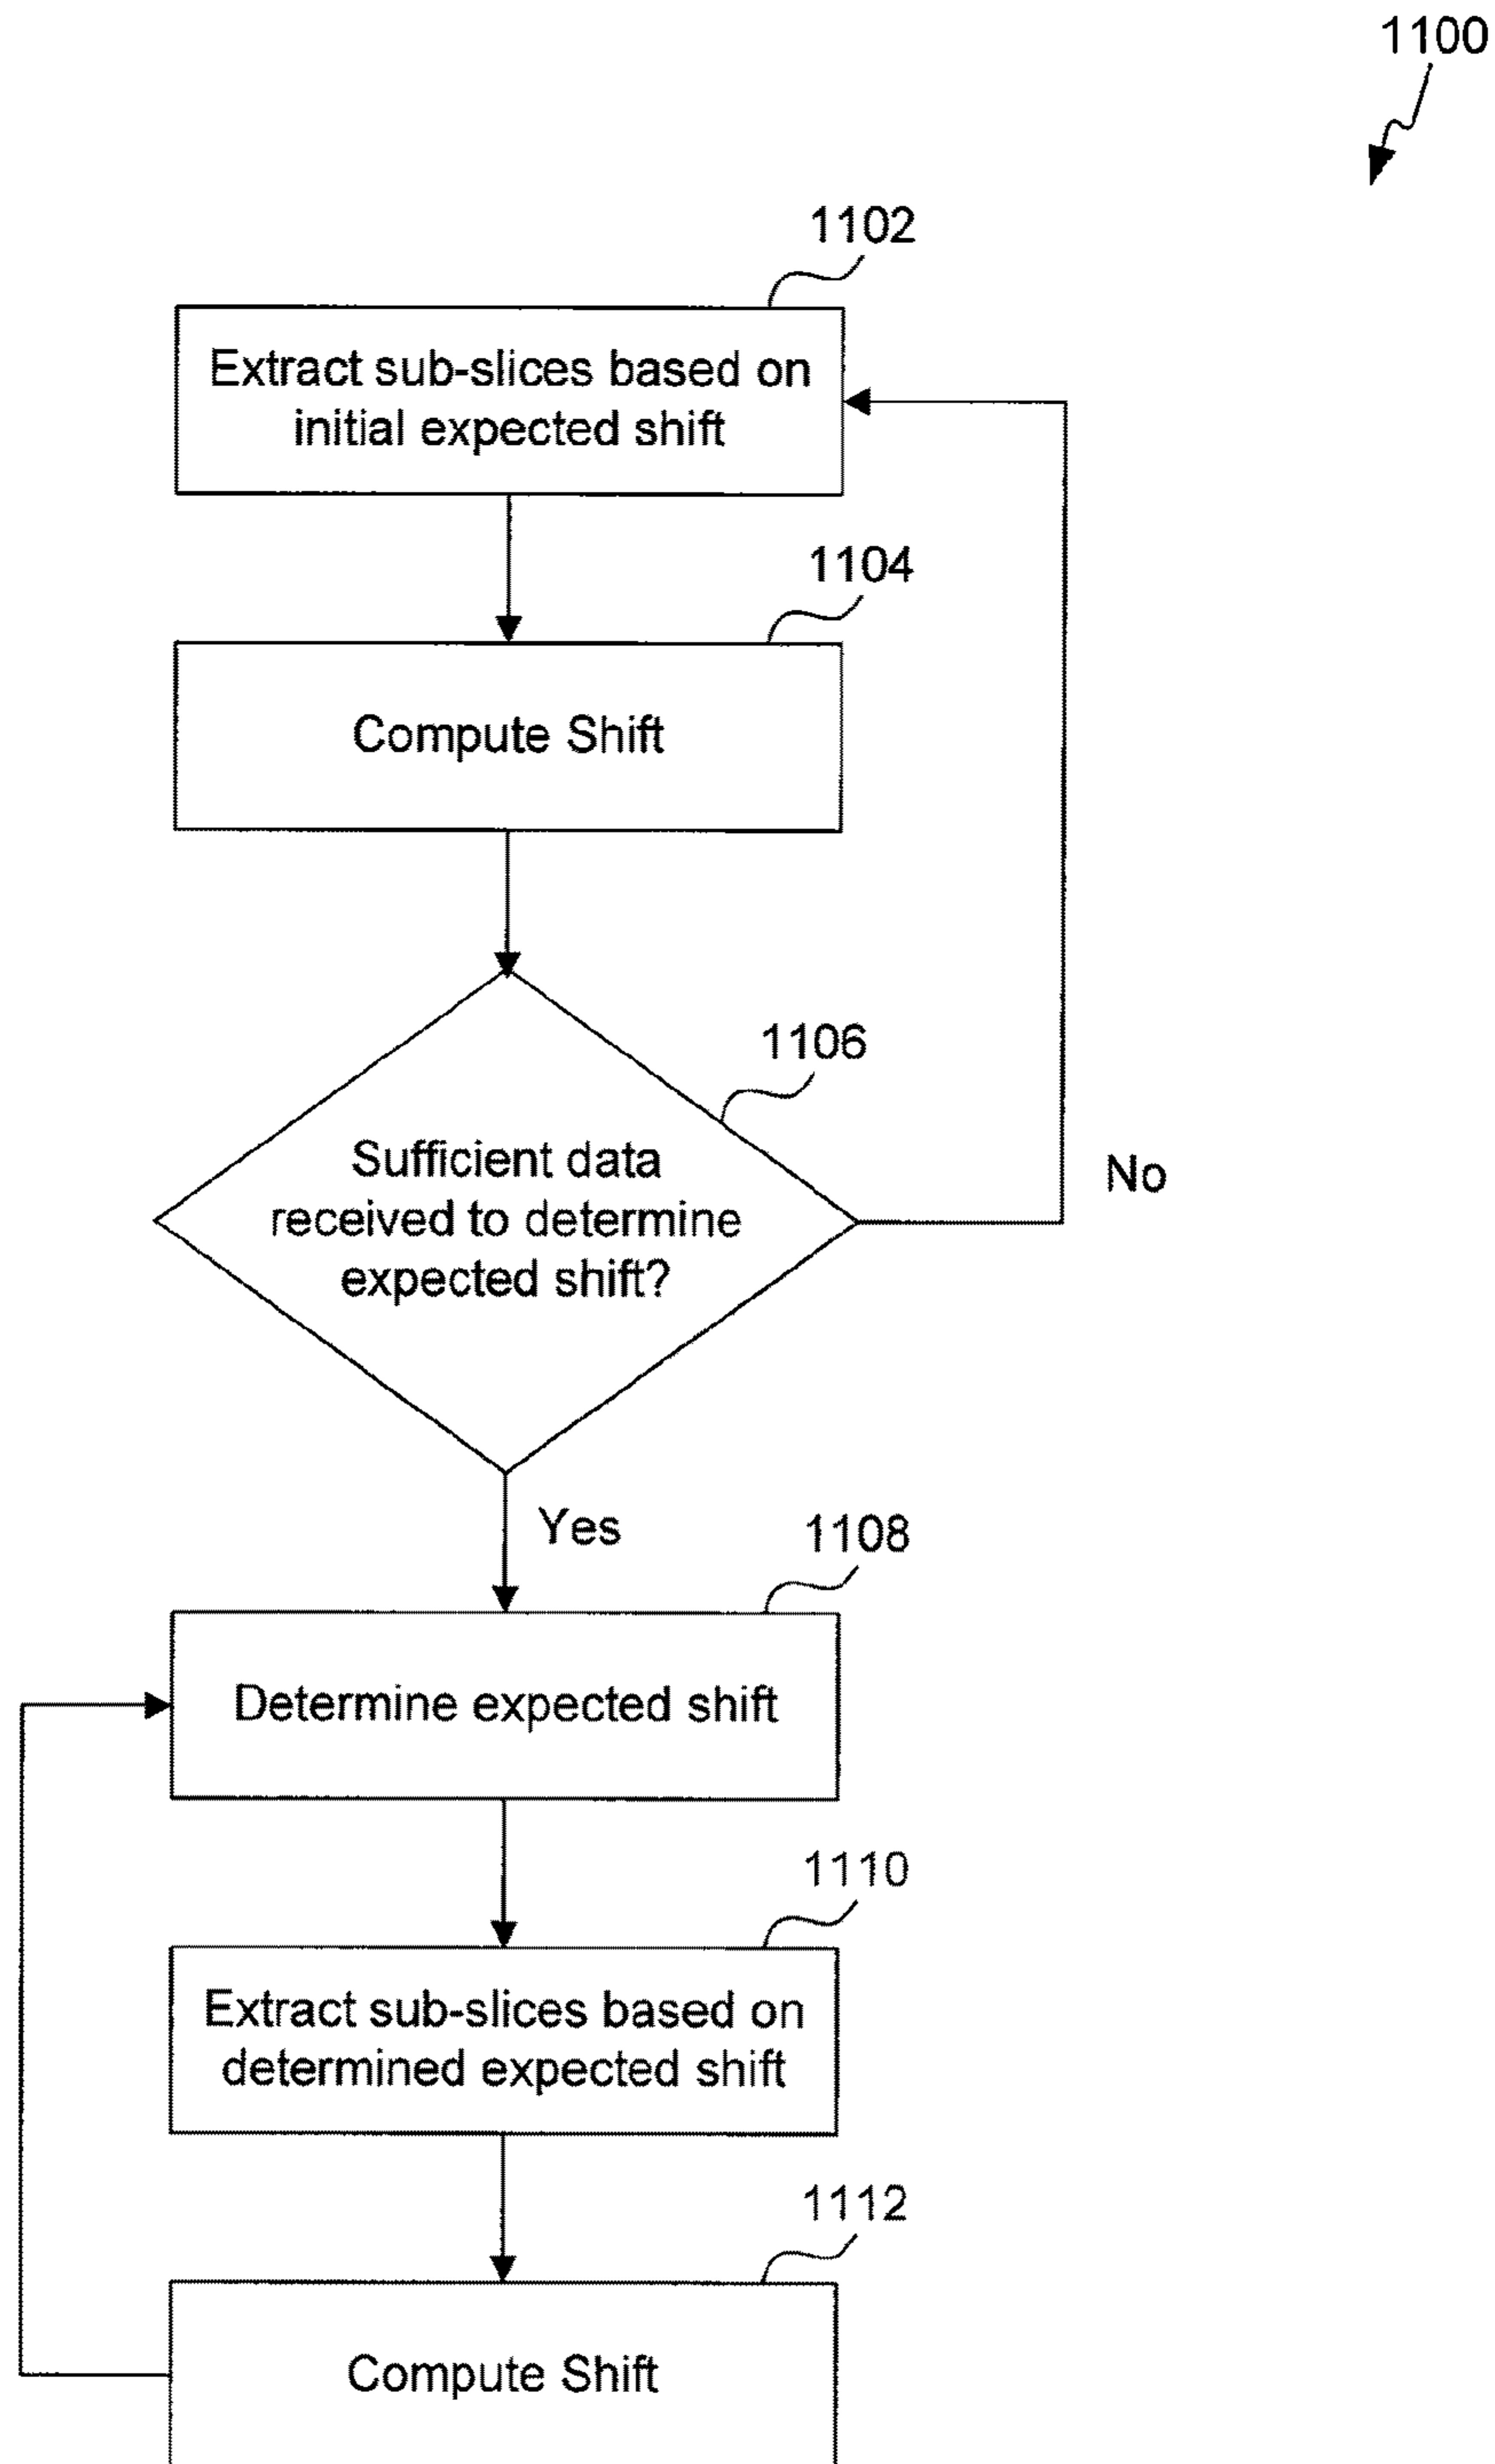 1100
1102
Extract sub-slices based on
initial expected shift
1104
Compute Shift
1106
Sufficient data
received to determine
expected shift?
No
Yes
1108
Determine expected shift
1110
Extract sub-slices based on
determined expected shift
1112
Compute Shift